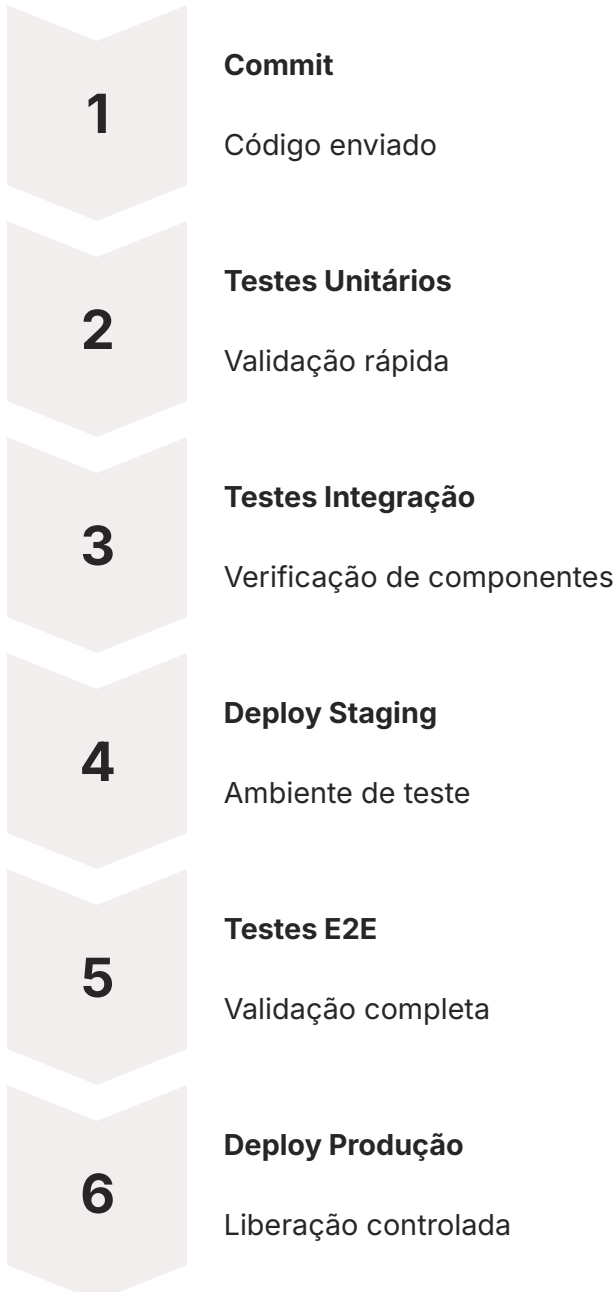 1
Commit
Código enviado
2
Testes Unitários
Validação rápida
3
Testes Integração
Verificação de componentes
4
Deploy Staging
Ambiente de teste
5
Testes E2E
Validação completa
6
Deploy Produção
Liberação controlada